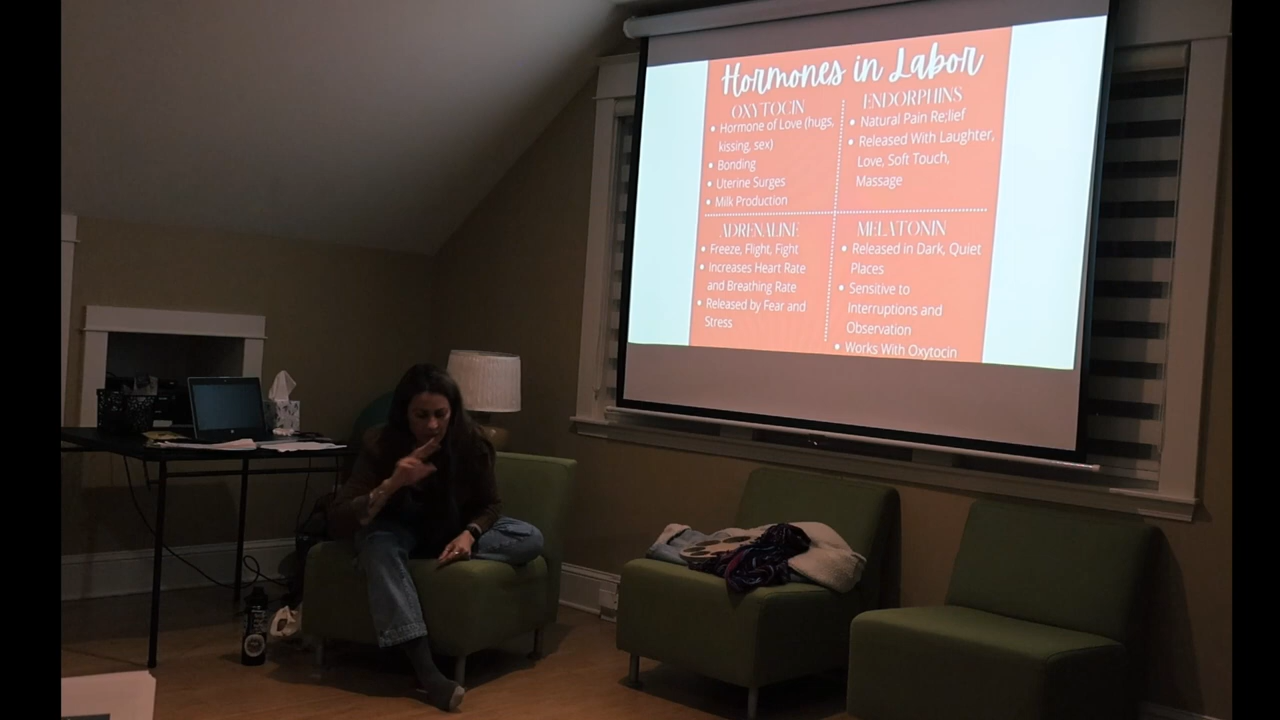 Hormones in Labor
OXYTOCIN
Hormone of Love (hugs,
kissing, sex)
Bonding
Uterine Surges
Milk Production
ENDORPHINS
Natural Pain Re;lief
Released With Laughter,
Love, Soft Touch,
Massage
ADRENALINE
Freeze, Flight, Fight
Increases Heart Rate
and Breathing Rate
Released by Fear and
Stress
MELATONIN
Released in Dark, Quiet
Places
Sensitive to
Interruptions and
Observation
Works With Oxytocin